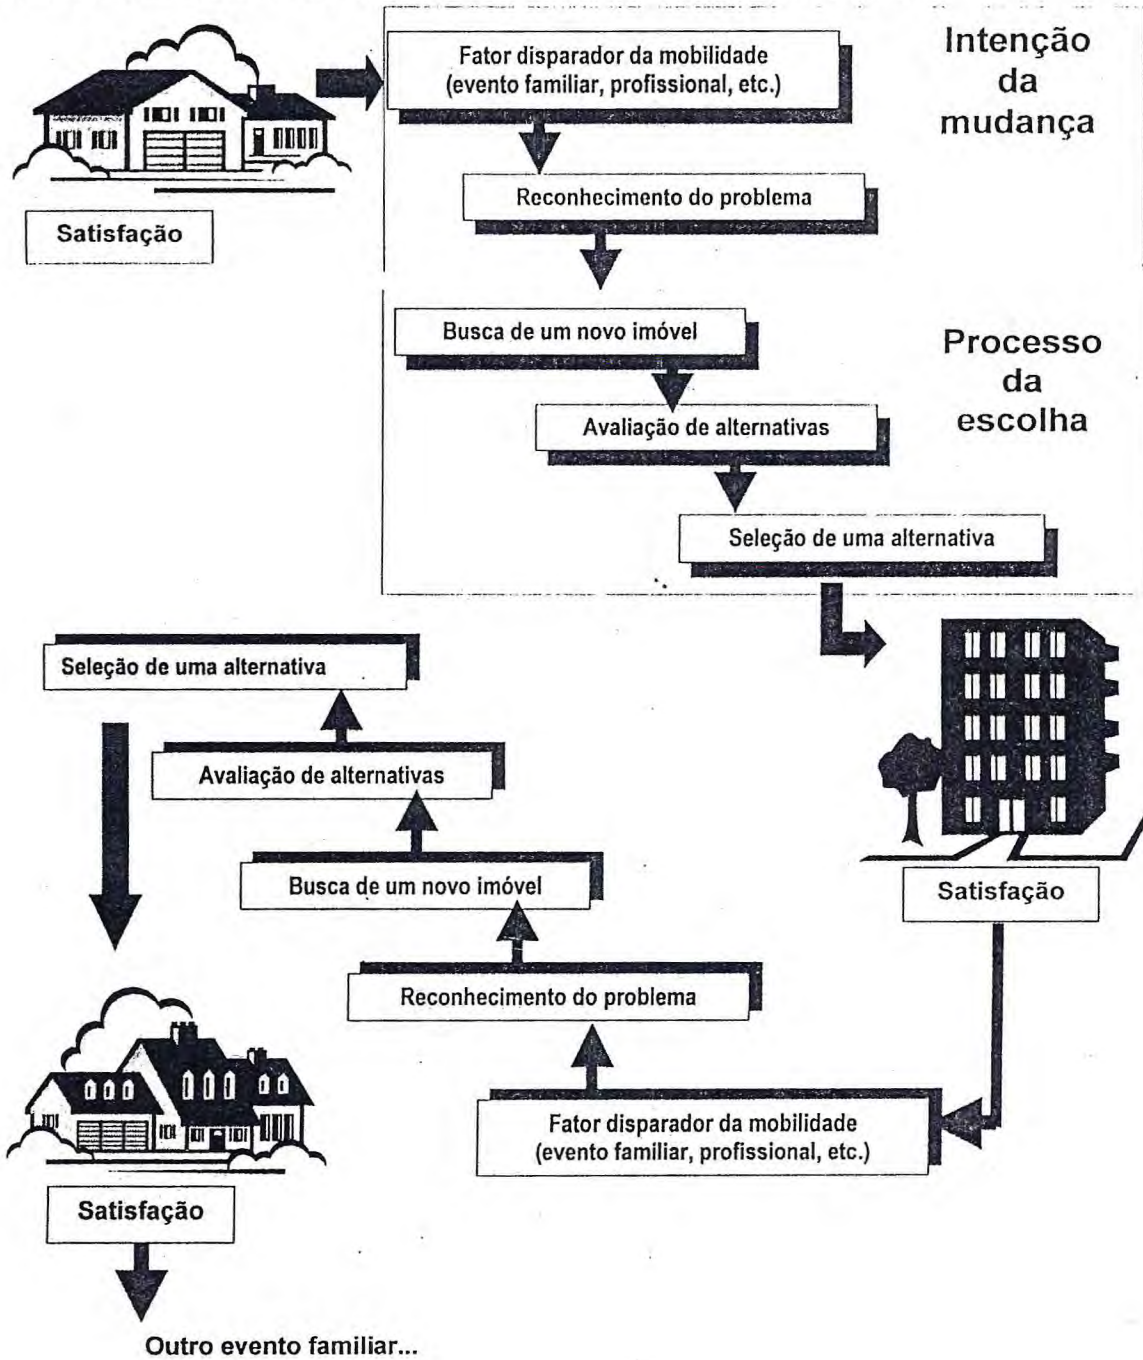 Fator disparador da mobilidade
(evento familiar, profissional, etc.)
Intenção
da
mudança
Reconhecimento do problema
Satisfação
Busca de um novo imóvel
Processo
da
escolha
Avaliação de alternativas
Seleção de uma alternativa
Seleção de uma alternativa
Avaliação de alternativas
Busca de um novo imóvel
Satisfação
Reconhecimento do problema
Fator disparador da mobilidade
(evento familiar, profissional, etc.)
Satisfação
Outro evento familiar...